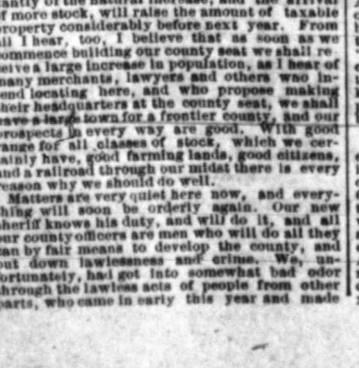 antly of the natural increase, and the arrival
of more stock, will raise the amount of taxable
property considerably before next year. From
all I hear, too, I believe that as soon as we
commence building our county seat we shall re-
ceive a large increase in population, as I hear of
many merchants, lawyers and others who in-
tend locating here, and who propose making
their headquarters at the county seat, we shall
have a large town for a frontier county, and our
prospects in every way are good. With good
range for all classes of stock, which we cer-
tainly have, good farming lands, good citizens,
and a railroad through our midst there is every
reason why we should do well.
Matters are very quiet here now, and every-
thing will soon be orderly again. Our new
sheriff knows his duty, and will do it, and all
our county officers are men who will do all they
can by fair means to develop the county, and
put down lawlessness and crime. We, un-
fortunately, had got into somewhat bad odor
through the lawless acts of people from other
parts, who came in early this year and made